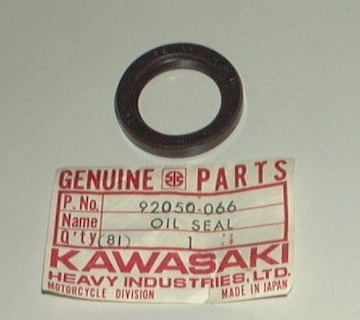 GENUINE PARTS
P. No. 92050-066
Name OIL SEAL
Q'ty (81) 1
KAWASAKI
HEAVY INDUSTRIES, LTD.
MOTORCYCLE DIVISION MADE IN JAPAN